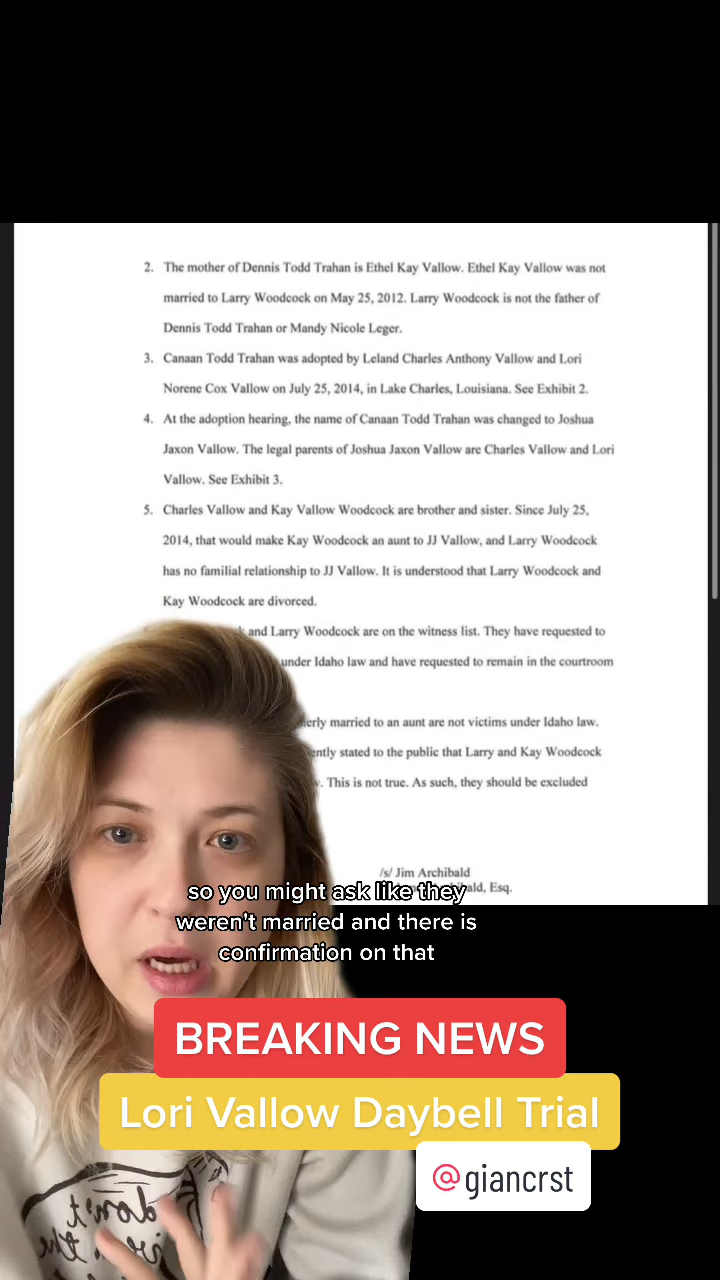 2. The mother of Dennis Todd Trahan is Ethel Kay Vallow. Ethel Kay Vallow was not
married to Larry Woodcock on May 25, 2012. Larry Woodcock is not the father of
Dennis Todd Trahan or Mandy Nicole Leger.
3. Canaan Todd Trahan was adopted by Leland Charles Anthony Vallow and Lori
Norene Cox Vallow on July 25, 2014, in Lake Charles, Louisiana. See Exhibit 2.
4. At the adoption hearing, the name of Canaan Todd Trahan was changed to Joshua
Jaxon Vallow. The legal parents of Joshua Jaxon Vallow are Charles Vallow and Lori
Vallow. See Exhibit 3.
5. Charles Vallow and Kay Vallow Woodcock are brother and sister. Since July 25,
2014, that would make Kay Woodcock an aunt to JJ Vallow, and Larry Woodcock
has no familial relationship to JJ Vallow. It is understood that Larry Woodcock and
Kay Woodcock are divorced.
and Larry Woodcock are on the witness list. They have requested to
under Idaho law and have requested to remain in the courtroom
married to an aunt are not victims under Idaho law.
stated to the public that Larry and Kay Woodcock
This is not true. As such, they should be excluded
/s/ Jim Archibald
Esq.
so you might ask like they
weren't married and there is
confirmation on that
BREAKING NEWS
Lori Vallow Daybell Trial
@giancrst
don't
the